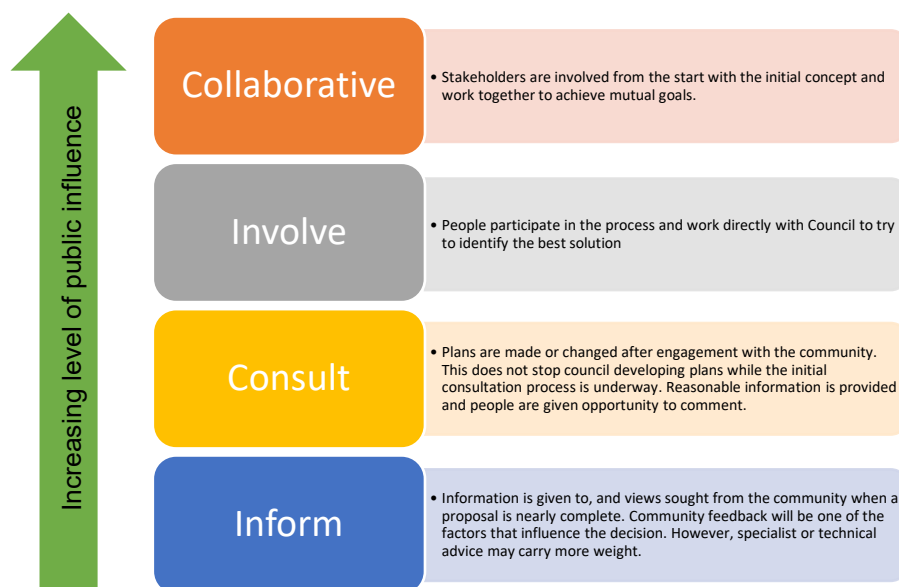 Increasing level of public influence
Collaborative
• Stakeholders are involved from the start with the initial concept and
work together to achieve mutual goals.
Involve
• People participate in the process and work directly with Council to try
to identify the best solution
Consult
• Plans are made or changed after engagement with the community.
This does not stop council developing plans while the initial
consultation process is underway. Reasonable information is provided
and people are given opportunity to comment.
Inform
• Information is given to, and views sought from the community when a
proposal is nearly complete. Community feedback will be one of the
factors that influence the decision. However, specialist or technical
advice may carry more weight.